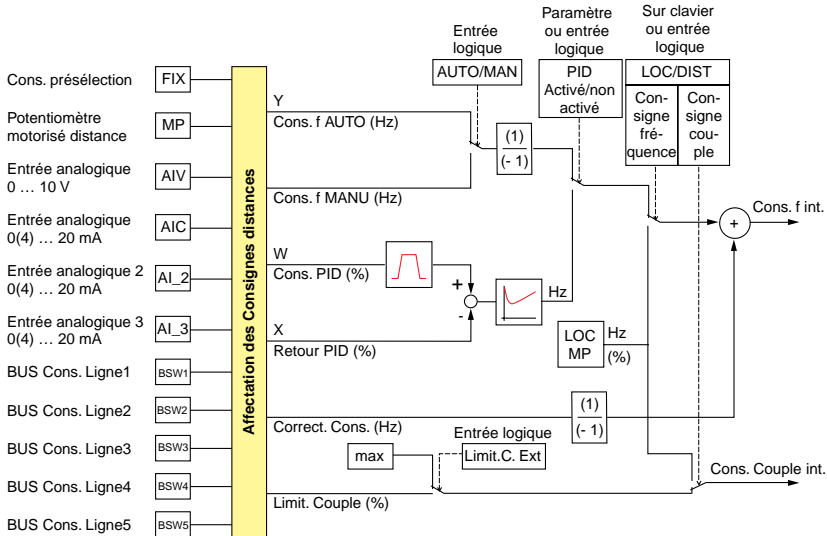 Entrée
logique
AUTO/MAN
Paramètre
ou entrée
logique
PID
Activé/non
activé
Sur clavier
ou entrée
logique
LOC/DIST
Con-
signe
fré-
quence
Con-
signe
cou-
ple
Cons. présélection
FIX
Potentiomètre
motorisé distance
MP
Entrée analogique
0 … 10 V
AIV
Entrée analogique
0(4) … 20 mA
AIC
Entrée analogique 2
0(4) … 20 mA
AI_2
Entrée analogique 3
0(4) … 20 mA
AI_3
BUS Cons. Ligne1
BSW1
BUS Cons. Ligne2
BSW2
BUS Cons. Ligne3
BSW3
BUS Cons. Ligne4
BSW4
BUS Cons. Ligne5
BSW5
Affectation des Consignes distances
Y
Cons. f AUTO (Hz)
(1)
(- 1)
Cons. f MANU (Hz)
W
Cons. PID (%)
+
-
Hz
X
Retour PID (%)
LOC
MP
Hz
(%)
+
Cons. f int.
Correct. Cons. (Hz)
(1)
(- 1)
Entrée logique
max
Limit.C. Ext
Limit. Couple (%)
Cons. Couple int.